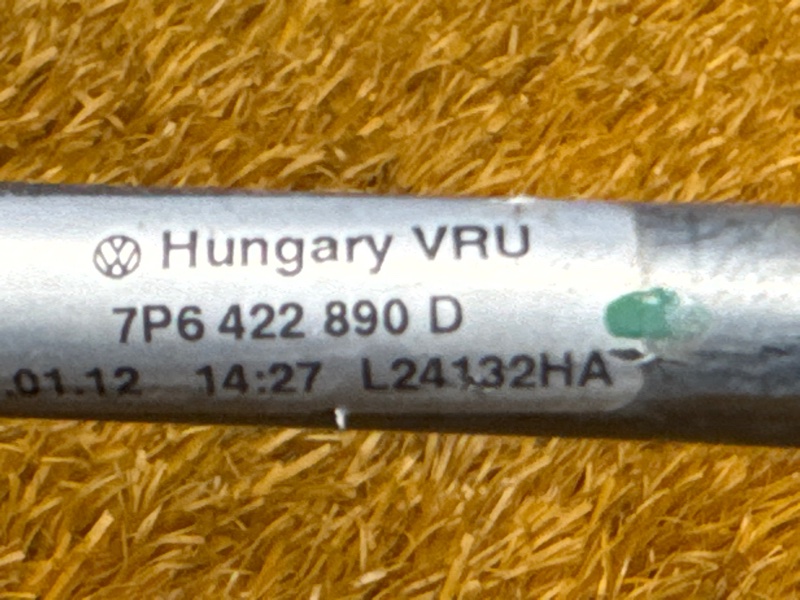 Hungary VRU
7P6 422 890 D
.01.12 14:27 L24132HA